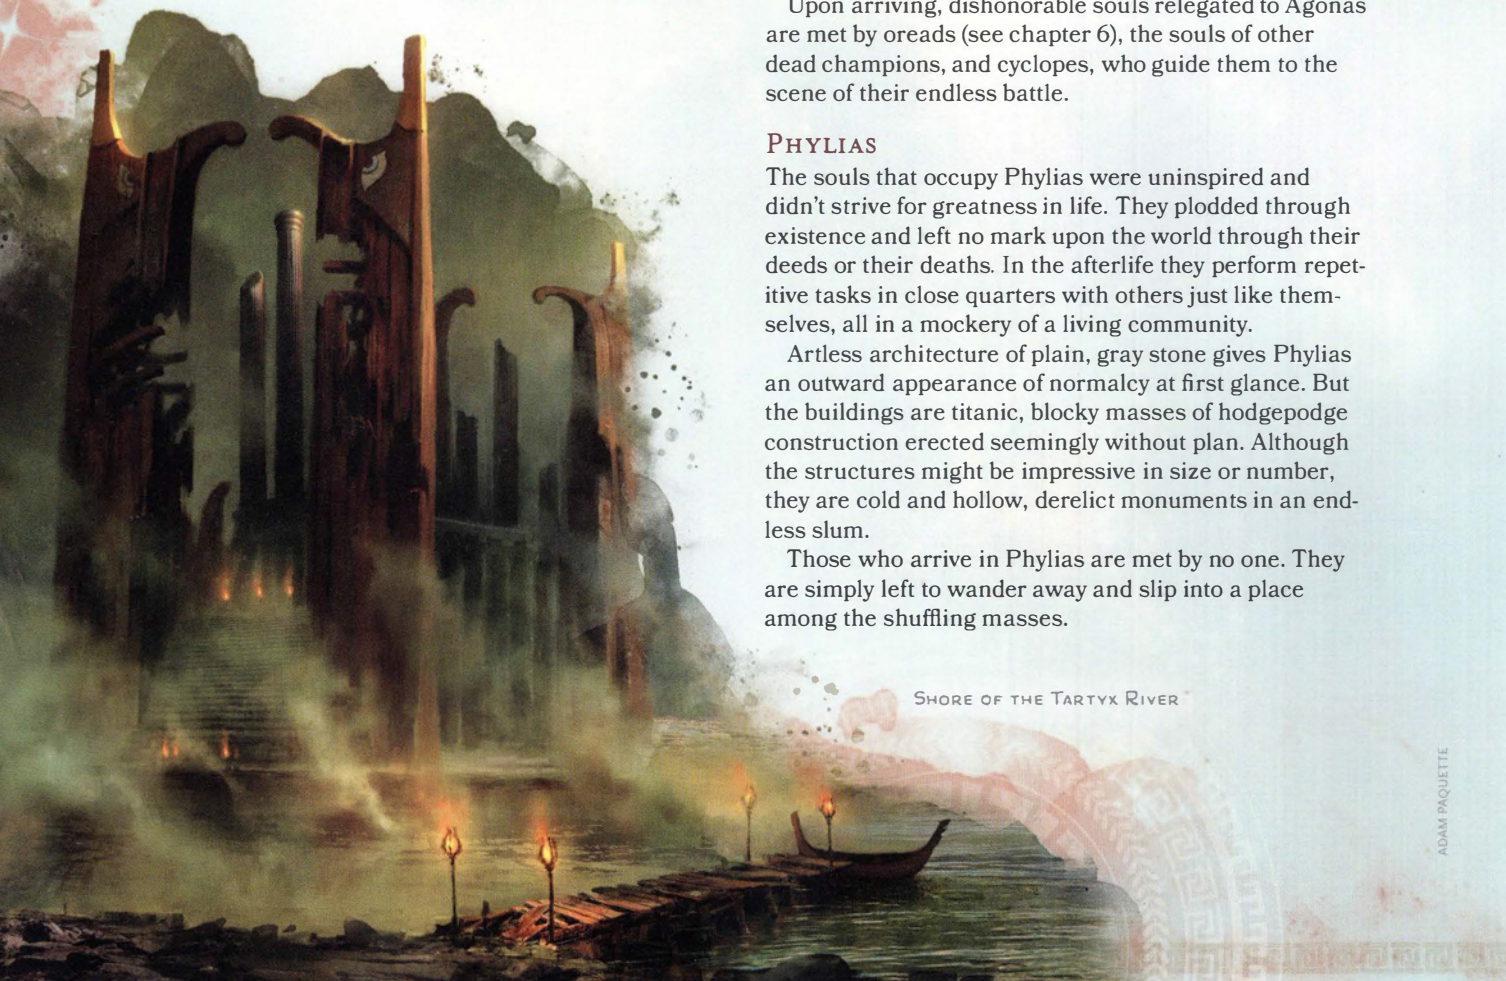 Upon arriving, dishonorable souls relegated to Agonas
are met by oreads (see chapter 6), the souls of other
dead champions, and cyclopes, who guide them to the
scene of their endless battle.
PHYLIAS
The souls that occupy Phylias were uninspired and
didn't strive for greatness in life. They plodded through
existence and left no mark upon the world through their
deeds or their deaths. In the afterlife they perform repet-
itive tasks in close quarters with others just like them-
selves, all in a mockery of a living community.
Artless architecture of plain, gray stone gives Phylias
an outward appearance of normalcy at first glance. But
the buildings are titanic, blocky masses of hodgepodge
construction erected seemingly without plan. Although
the structures might be impressive in size or number,
they are cold and hollow, derelict monuments in an end-
less slum.
Those who arrive in Phylias are met by no one. They
are simply left to wander away and slip into a place
among the shuffling masses.
SHORE OF THE TARTYX RIVER
ADAM PAQUETTE